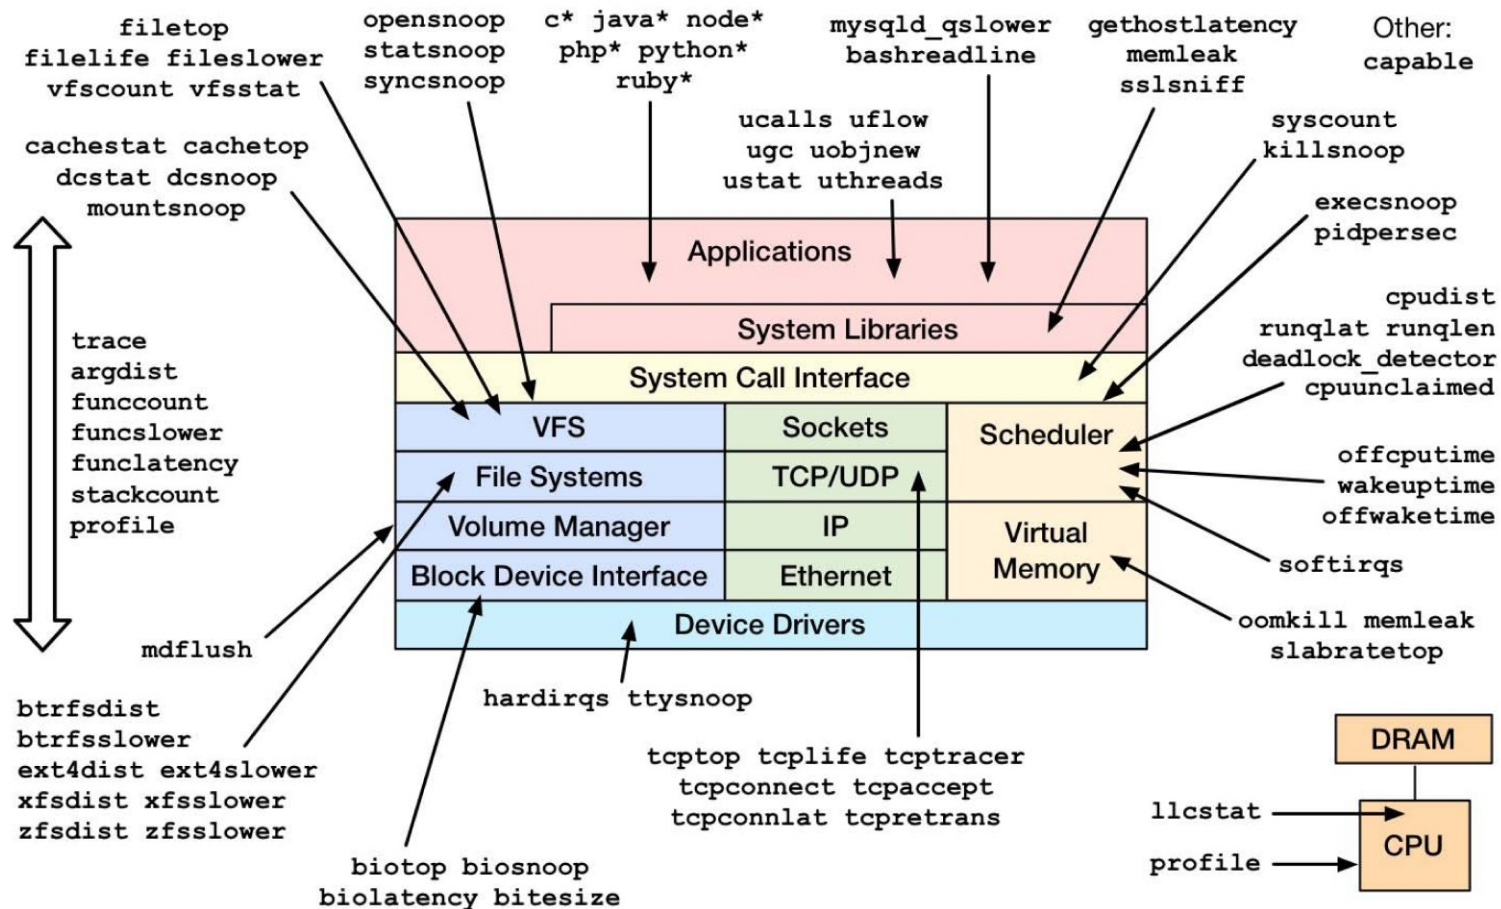 filetop
filelife fileslower
vfscount vfsstat
opensnoop
statsnoop
syncsnoop
c* java* node*
php* python*
ruby*
mysqld_qslower
bashreadline
gethostlatency
memleak
sslsniff
Other:
capable
cachestat cachetop
dcstat dcsnoop
mountsnoop
ucalls uflow
ugc uobjnew
ustat uthreads
syscount
killsnoop
execsnoop
pidpersec
trace
argdist
funccount
funcslower
funclatency
stackcount
profile
Applications
System Libraries
System Call Interface
VFS
Sockets
Scheduler
File Systems
TCP/UDP
Volume Manager
IP
Virtual
Memory
Block Device Interface
Ethernet
Device Drivers
cpudist
runqlat runqlen
deadlock_detector
cpuunclaimed
offcputime
wakeuptime
offwaketime
softirqs
oomkill memleak
slabratetop
mdflush
hardirqs ttysnoop
btrfsdist
btrfsslower
ext4dist ext4slower
xfsdist xfsslower
zfsdist zfsslower
tcptop tcplife tcptracer
tcpconnect tcpaccept
tcpconnlat tcpretrans
biotop biosnoop
biolatency bitesize
DRAM
llcstat
CPU
profile